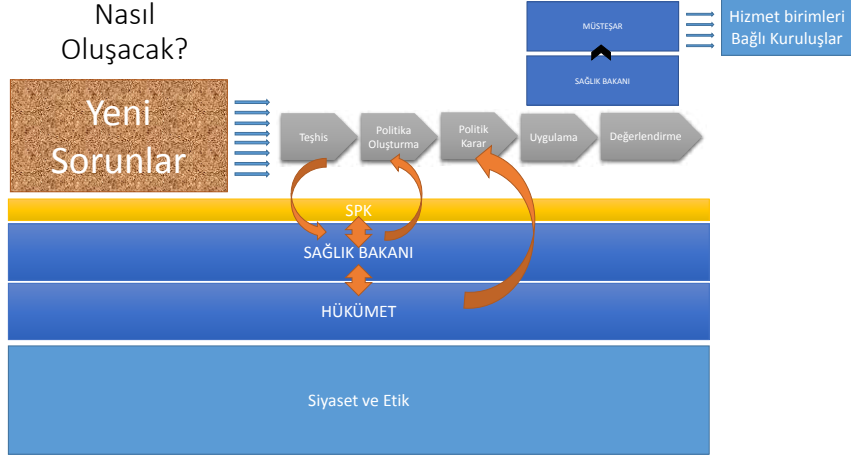 Nasıl
Oluşacak?
MÜSTEŞAR
SAĞLIK BAKANI
Hizmet birimleri
Bağlı Kuruluşlar
Yeni
Sorunlar
Teşhis
Politika
Oluşturma
Politik
Karar
Uygulama
Değerlendirme
SPK
SAĞLIK BAKANI
HÜKÜMET
Siyaset ve Etik